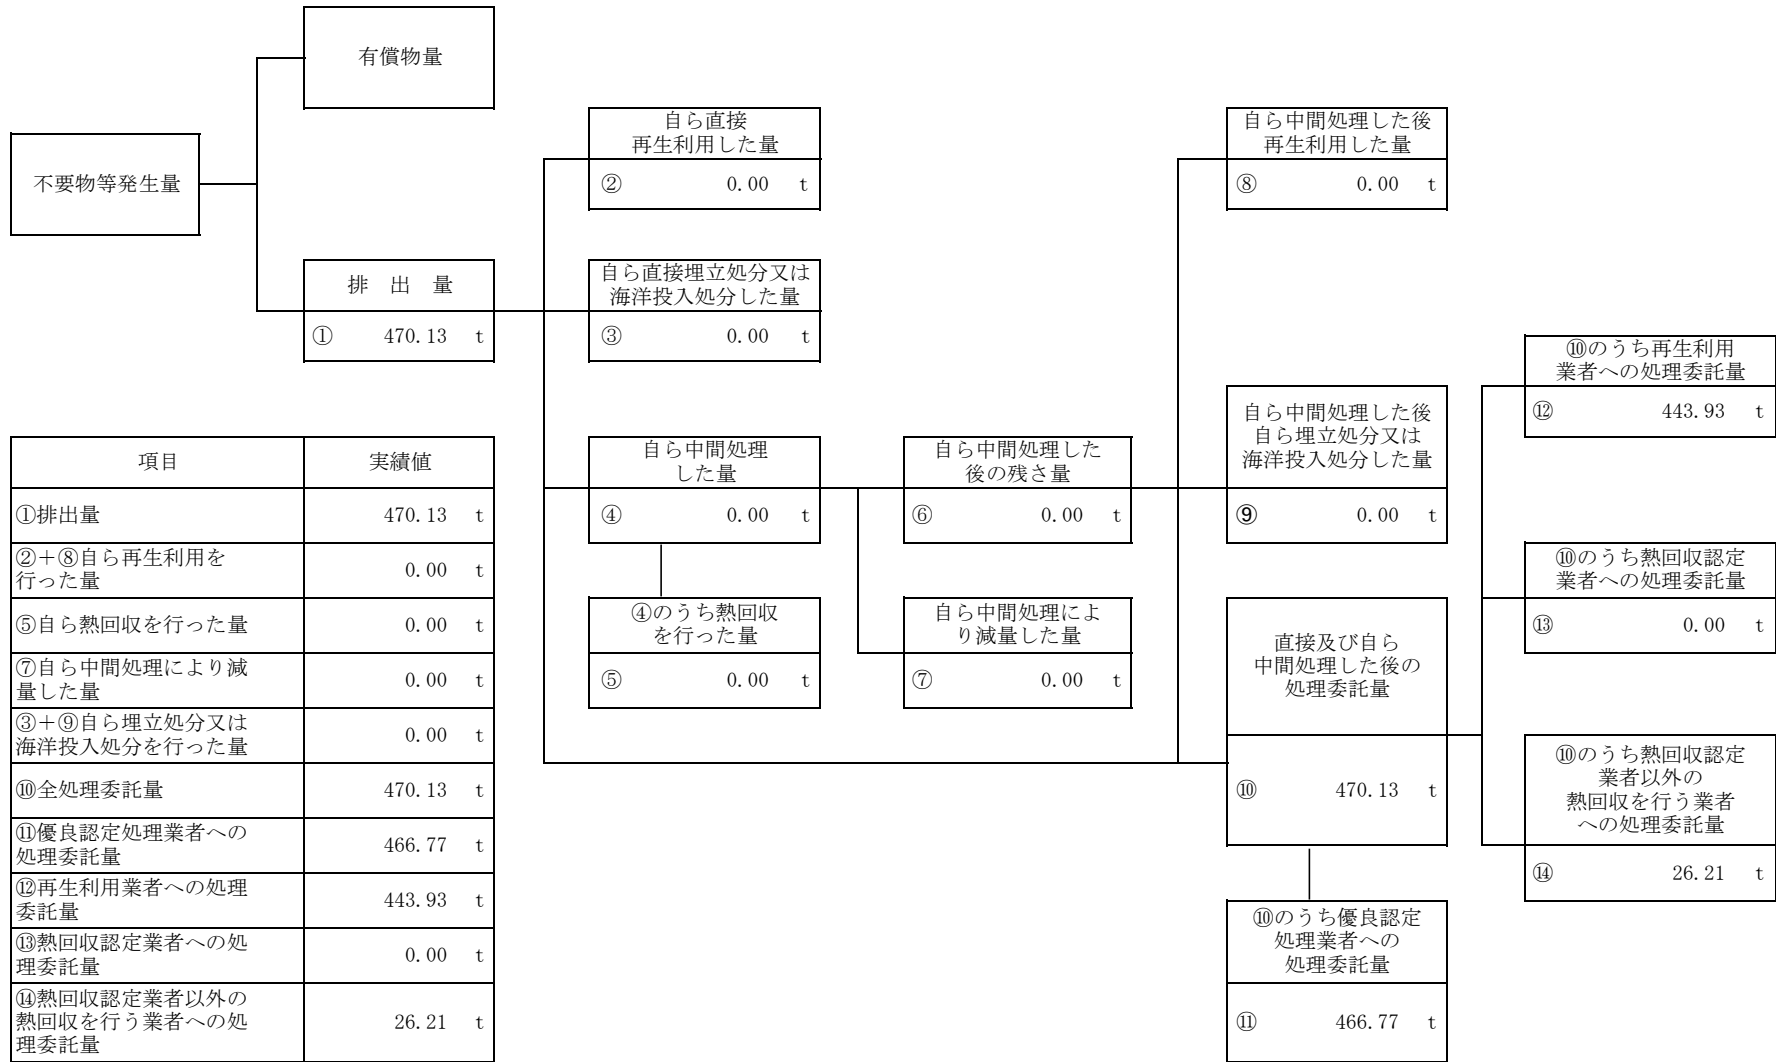 有償物量
不要物等発生量
排 出 量
① 470.13 t
自ら直接
再生利用した量
② 0.00 t
自ら直接埋立処分又は
海洋投入処分した量
③ 0.00 t
自ら中間処理
した量
④ 0.00 t
④のうち熱回収
を行った量
⑤ 0.00 t
自ら中間処理した
後の残さ量
⑥ 0.00 t
自ら中間処理によ
り減量した量
⑦ 0.00 t
自ら中間処理した後
再生利用した量
⑧ 0.00 t
自ら中間処理した後
自ら埋立処分又は
海洋投入処分した量
⑨ 0.00 t
直接及び自ら
中間処理した後の
処理委託量
⑩ 470.13 t
⑩のうち優良認定
処理業者への
処理委託量
⑪ 466.77 t
⑩のうち再生利用
業者への処理委託量
⑫ 443.93 t
⑩のうち熱回収認定
業者への処理委託量
⑬ 0.00 t
⑩のうち熱回収認定
業者以外の
熱回収を行う業者
への処理委託量
⑭ 26.21 t
項目 実績値
①排出量 470.13 t
②＋⑧自ら再生利用を
行った量 0.00 t
⑤自ら熱回収を行った量 0.00 t
⑦自ら中間処理により減
量した量 0.00 t
③＋⑨自ら埋立処分又は
海洋投入処分を行った量 0.00 t
⑩全処理委託量 470.13 t
⑪優良認定処理業者への
処理委託量 466.77 t
⑫再生利用業者への処理
委託量 443.93 t
⑬熱回収認定業者への処
理委託量 0.00 t
⑭熱回収認定業者以外の
熱回収を行う業者への処
理委託量 26.21 t